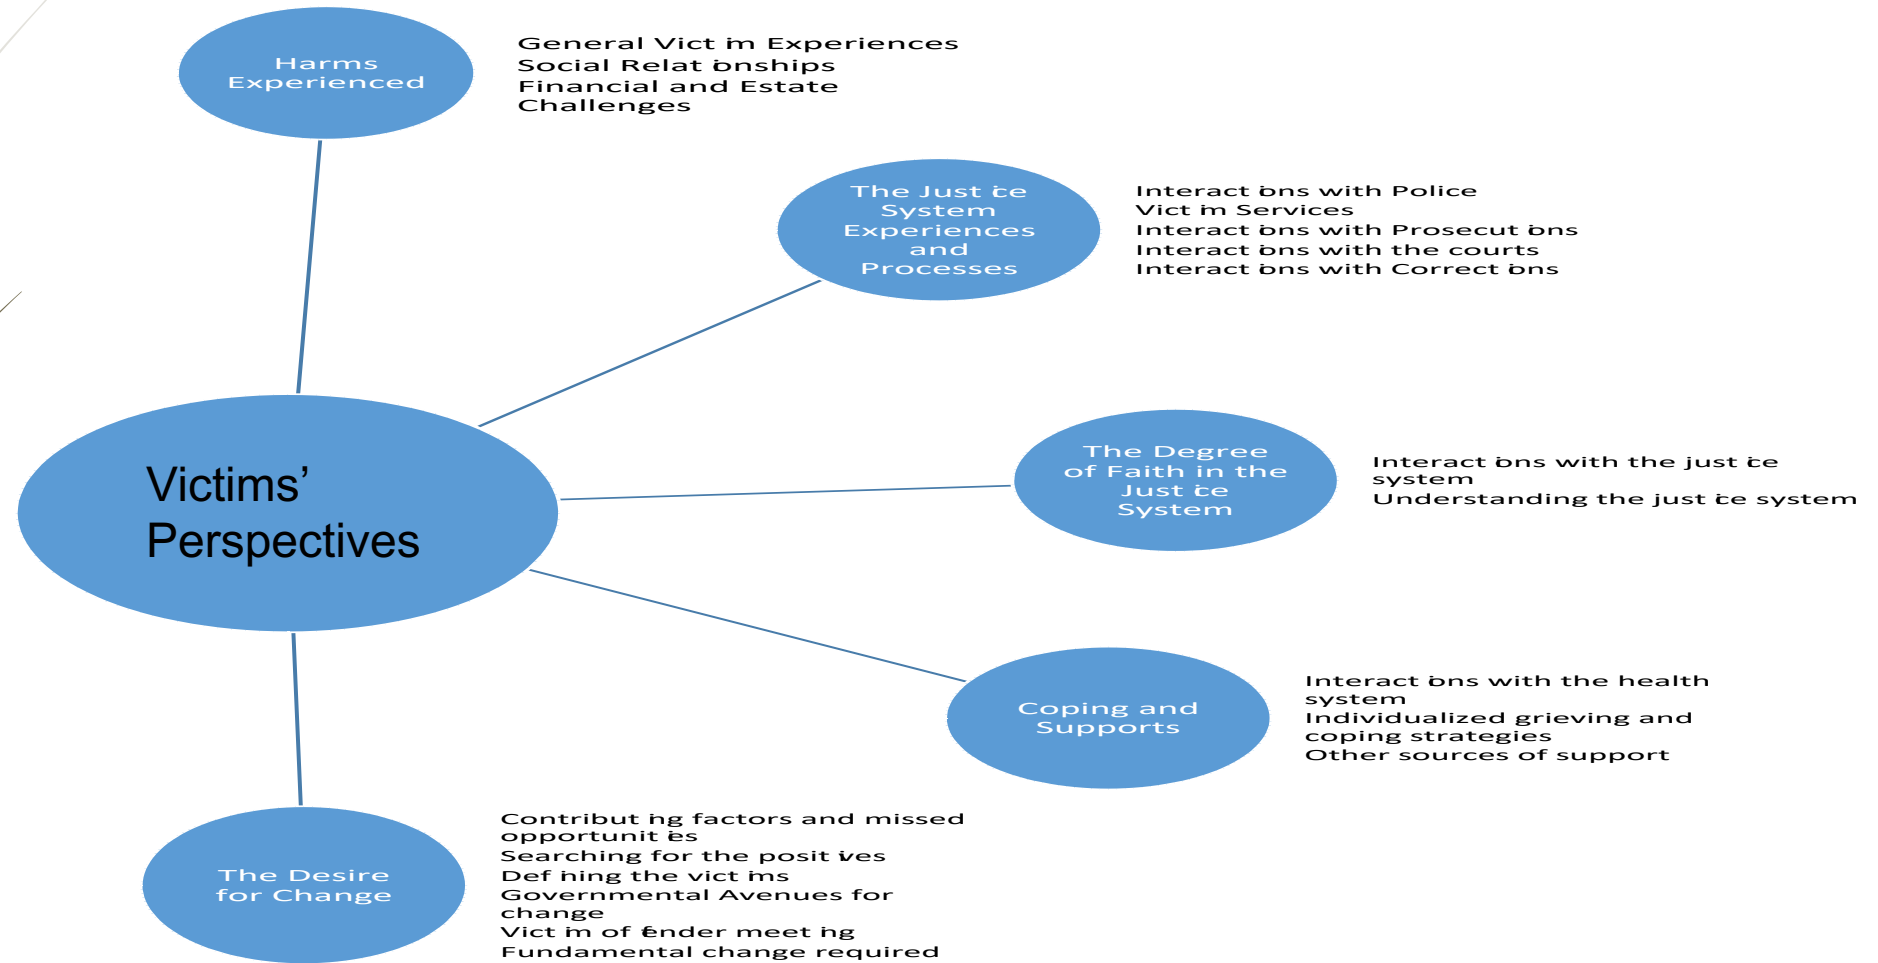 Harms
Experienced
General Victim Experiences
Social Relationships
Financial and Estate
Challenges
The Justice
System
Experiences
and
Processes
Interactions with Police
Victim Services
Interactions with Prosecutions
Interactions with the courts
Interactions with Corrections
Victims’
Perspectives
The Degree
of Faith in the
Justice
System
Interactions with the justice
system
Understanding the justice system
Coping and
Supports
Interactions with the health
system
Individualized grieving and
coping strategies
Other sources of support
The Desire
for Change
Contributing factors and missed
opportunities
Searching for the positives
Defining the victims
Governmental Avenues for
change
Victim offender meeting
Fundamental change required